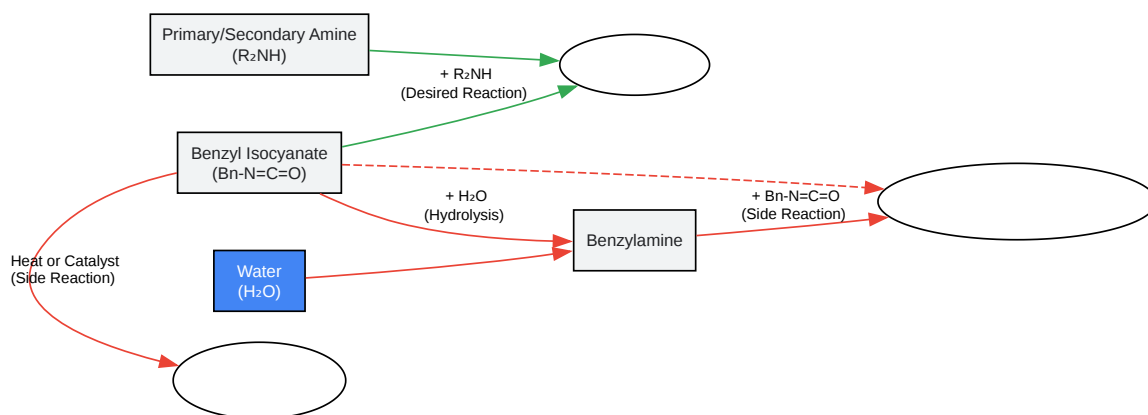 Primary/Secondary Amine
(R₂NH)
+ R₂NH
(Desired Reaction)
Benzyl Isocyanate
(Bn-N=C=O)
+ H₂O
(Hydrolysis)
+ Bn-N=C=O
(Side Reaction)
Benzylamine
Heat or Catalyst
(Side Reaction)
Water
(H₂O)